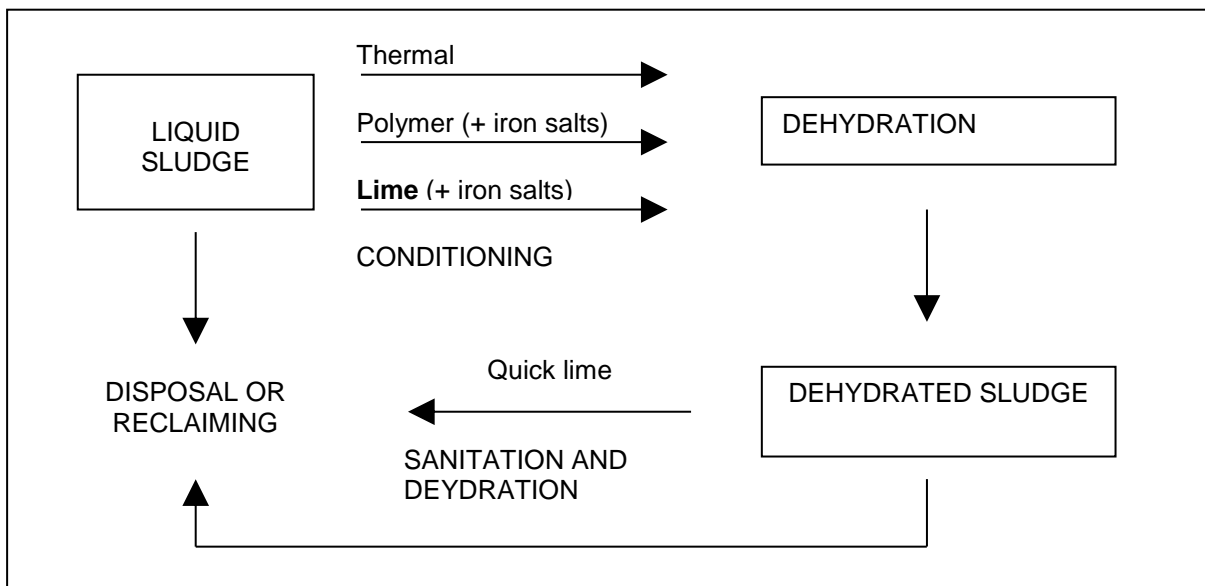 Thermal
Polymer (+ iron salts)
Lime (+ iron salts)
CONDITIONING
LIQUID
SLUDGE
DEHYDRATION
DISPOSAL OR
RECLAIMING
Quick lime
SANITATION AND
DEYDRATION
DEHYDRATED SLUDGE